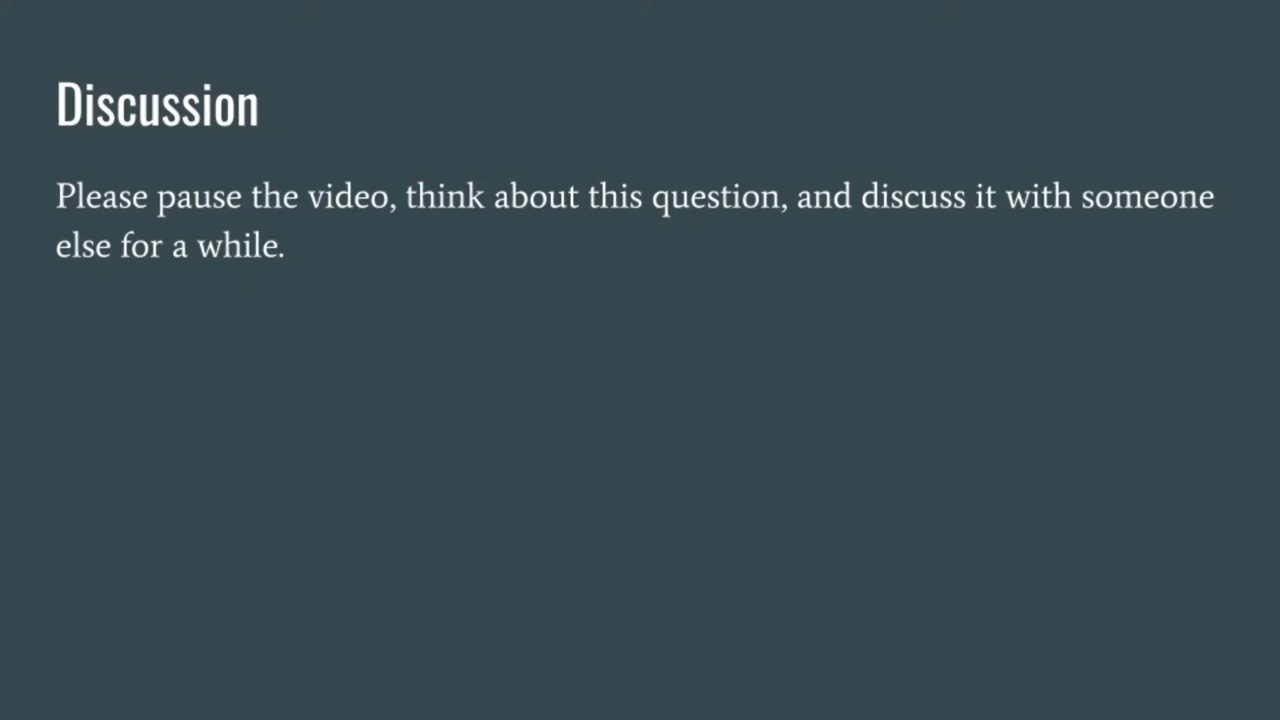 Discussion
Please pause the video, think about this question, and discuss it with someone
else for a while.